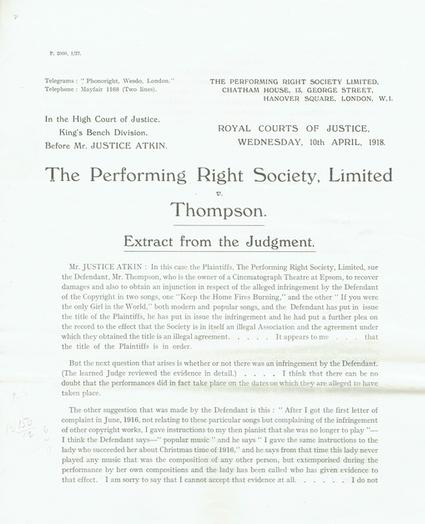 P. 2000, 1/27.
Telegrams: "Phonoright, Wesdo, London."
Telephone: Mayfair 1168 (Two lines).
THE PERFORMING RIGHT SOCIETY LIMITED,
CHATHAM HOUSE, 13, GEORGE STREET,
HANOVER SQUARE, LONDON, W.1.
In the High Court of Justice.
King's Bench Division.
Before Mr. JUSTICE ATKIN.
ROYAL COURTS OF JUSTICE,
WEDNESDAY, 10th APRIL, 1918.
The Performing Right Society, Limited
v.
Thompson.
Extract from the Judgment.
Mr. JUSTICE ATKIN: In this case the Plaintiffs, The Performing Right Society, Limited, sue
the Defendant, Mr. Thompson, who is the owner of a Cinematograph Theatre at Epsom, to recover
damages and also to obtain an injunction in respect of the alleged infringement by the Defendant
of the Copyright in two songs, one "Keep the Home Fires Burning," and the other "If you were
the only Girl in the World," both modern and popular songs, and the Defendant has put in issue
the title of the Plaintiffs, he has put in issue the infringement and he had put a further plea on
the record to the effect that the Society is in itself an illegal Association and the agreement under
which they obtained the title is an illegal agreement. . . . . It appears to me . . . . that
the title of the Plaintiffs is in order.
But the next question that arises is whether or not there was an infringement by the Defendant.
(The learned Judge reviewed the evidence in detail.) . . . . I think that there can be no
doubt that the performances did in fact take place on the dates on which they are alleged to have
taken place.
The other suggestion that was made by the Defendant is this: "After I got the first letter of
complaint in June, 1916, not relating to these particular songs but complaining of the infringement
of other copyright works, I gave instructions to my then pianist that she was no longer to play"—
I think the Defendant says—"popular music" and he says "I gave the same instructions to the
lady who succeeded her about Christmas time of 1916," and he says from that time this lady never
played any music that was the composition of any other person, but extemporised during the
performance by her own compositions and the lady has been called who has given evidence to
that effect. I am sorry to say that I cannot accept that evidence at all. . . . . . I do not